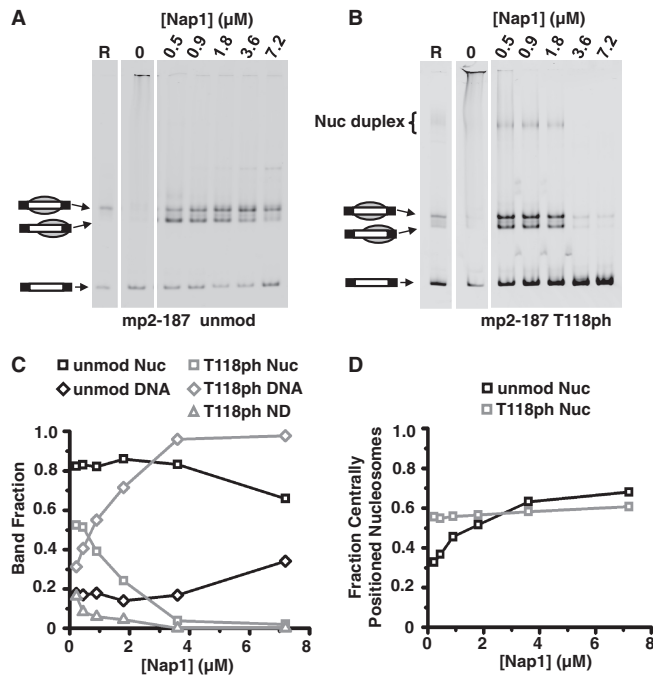 A
[Nap1] (µM)
R 0 0.5 0.9 1.8 3.6 7.2
mp2-187 unmod
B
[Nap1] (µM)
R 0 0.5 0.9 1.8 3.6 7.2
Nuc duplex {
mp2-187 T118ph
C
unmod Nuc T118ph Nuc
unmod DNA T118ph DNA
T118ph ND
Band Fraction
1.0
0.8
0.6
0.4
0.2
0
0 2 4 6 8
[Nap1] (µM)
D
unmod Nuc
T118ph Nuc
Fraction Centrally
Positioned Nucleosomes
1.0
0.8
0.6
0.4
0.2
0
0 2 4 6 8
[Nap1] (µM)